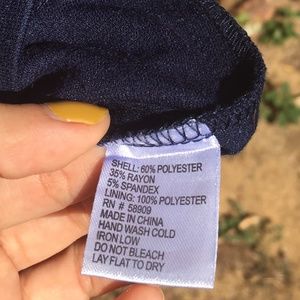 SHELL: 60% POLYESTER
35% RAYON
5% SPANDEX
LINING: 100% POLYESTER
RN # 58909
MADE IN CHINA
HAND WASH COLD
IRON LOW
DO NOT BLEACH
LAY FLAT TO DRY